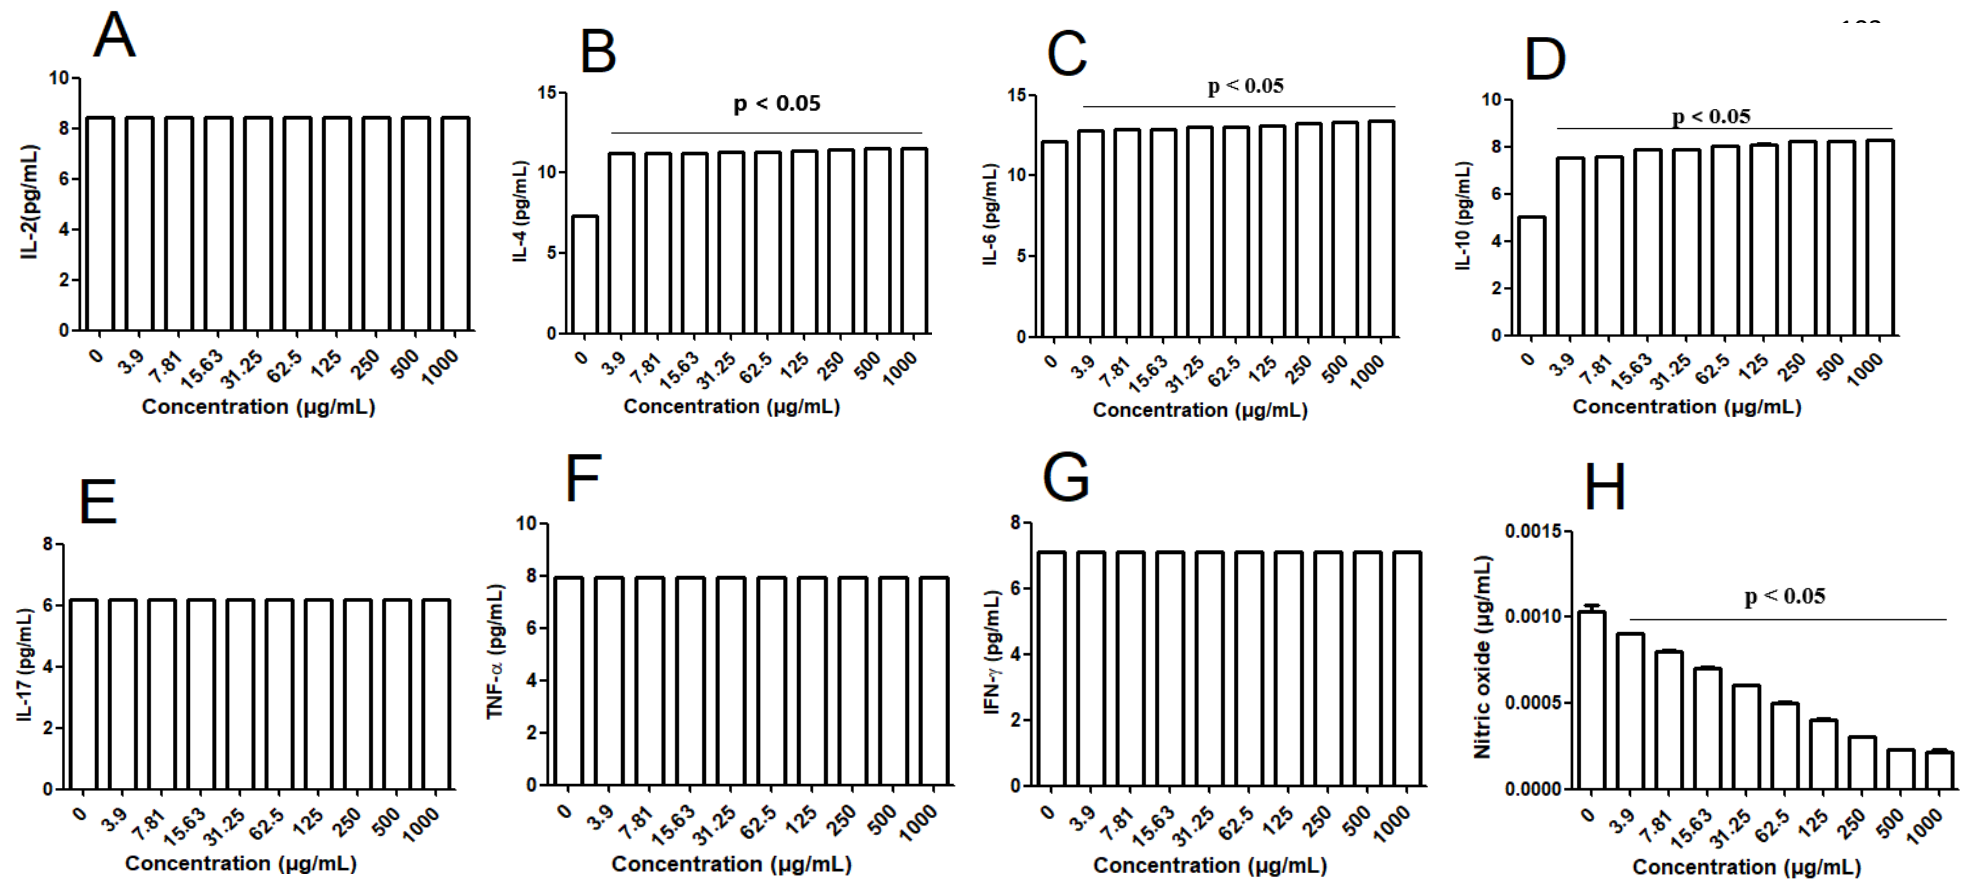 A
10
8
6
4
2
0
IL-2(pg/mL)
0 3.9 7.81 15.63 31.25 62.5 125 250 500 1000
Concentration (µg/mL)
B
p < 0.05
15
10
5
0
IL-4 (pg/mL)
0 3.9 7.81 15.63 31.25 62.5 125 250 500 1000
Concentration (µg/mL)
C
p < 0.05
15
10
5
0
IL-6 (pg/mL)
0 3.9 7.81 15.63 31.25 62.5 125 250 500 1000
Concentration (µg/mL)
D
p < 0.05
10
8
6
4
2
0
IL-10 (pg/mL)
0 3.9 7.81 15.63 31.25 62.5 125 250 500 1000
Concentration (µg/mL)
E
8
6
4
2
0
IL-17 (pg/mL)
0 3.9 7.81 15.63 31.25 62.5 125 250 500 1000
Concentration (µg/mL)
F
10
8
6
4
2
0
TNF-α (pg/mL)
0 3.9 7.81 15.63 31.25 62.5 125 250 500 1000
Concentration (µg/mL)
G
8
6
4
2
0
IFN-γ (pg/mL)
0 3.9 7.81 15.63 31.25 62.5 125 250 500 1000
Concentration (µg/mL)
H
p < 0.05
0.0015
0.0010
0.0005
0.0000
Nitric oxide (µg/mL)
0 3.9 7.81 15.63 31.25 62.5 125 250 500 1000
Concentration (µg/mL)